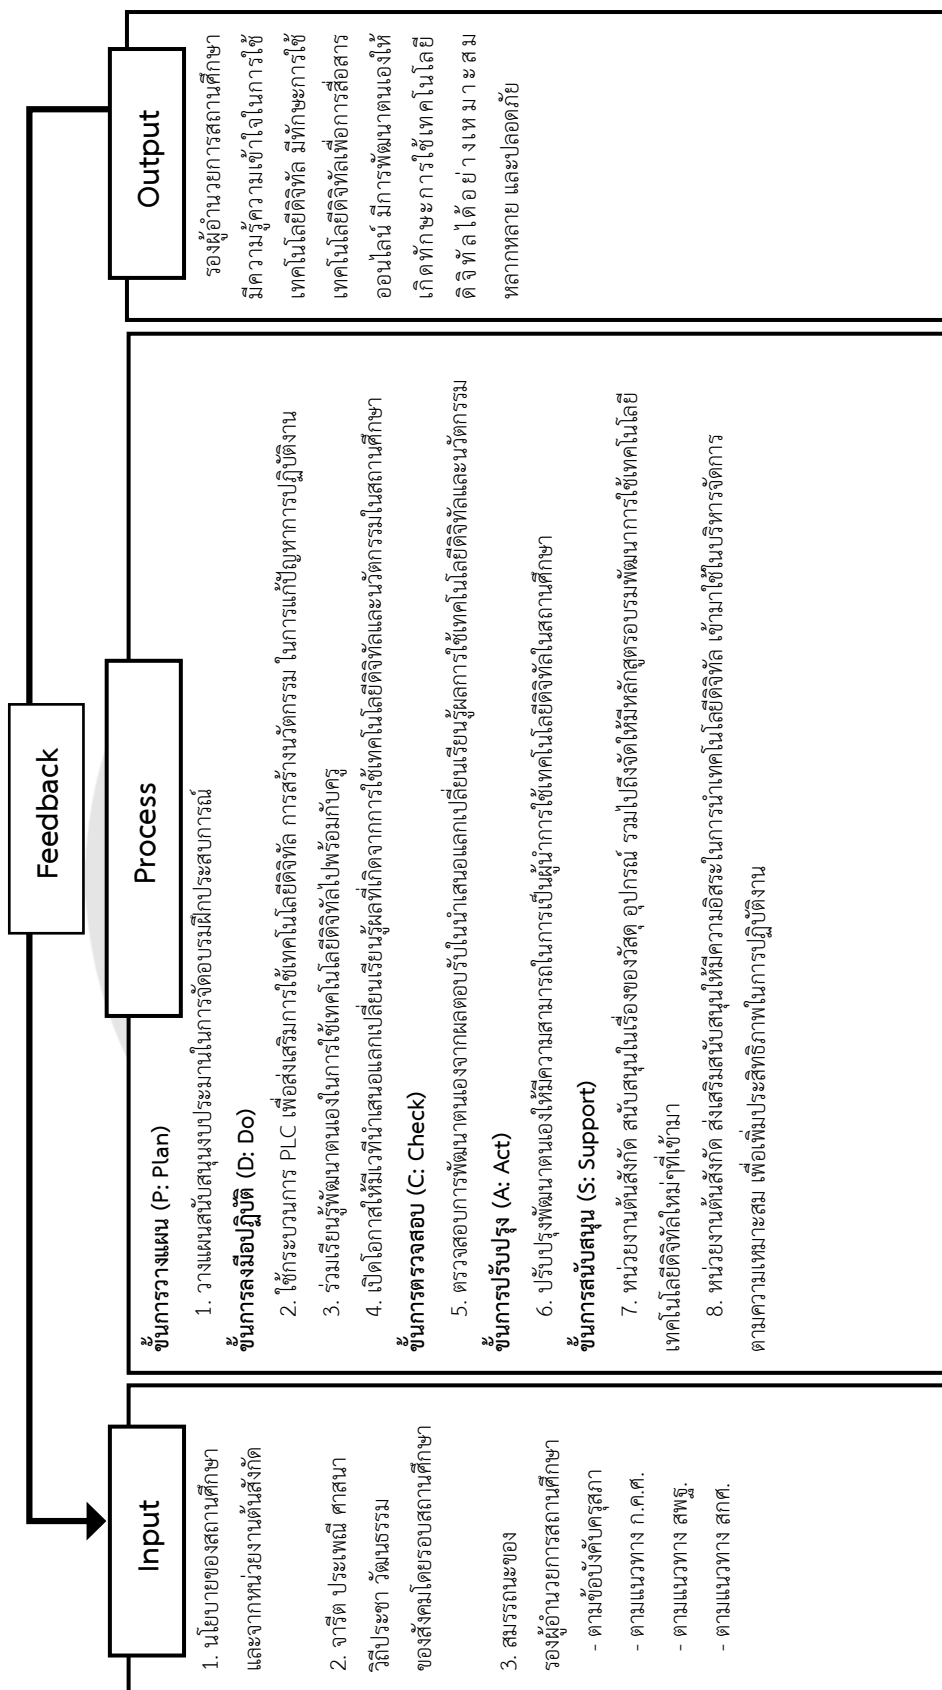 Feedback
Input
1. นโยบายของสถานศึกษา
และจากหน่วยงานต้นสังกัด
2. จารีต ประเพณี ศาสนา
วิถีประชา วัฒนธรรม
ของสังคมโดยรอบสถานศึกษา
3. สมรรถนะของ
รองผู้อำนวยการสถานศึกษา
- ตามข้อบังคับครุสภา
- ตามแนวทาง ก.ค.ศ.
- ตามแนวทาง สพฐ.
- ตามแนวทาง สกศ.
Process
ขั้นการวางแผน (P: Plan)
1. วางแผนสนับสนุนงบประมานในการจัดอบรมฝึกประสบการณ์
ขั้นการลงมือปฏิบัติ (D: Do)
2. ใช้กระบวนการ PLC เพื่อส่งเสริมการใช้เทคโนโลยีดิจิทัล การสร้างนวัตกรรม ในการแก้ปัญหาการปฏิบัติงาน
3. ร่วมเรียนรู้พัฒนาตนเองในการใช้เทคโนโลยีดิจิทัลไปพร้อมกับครู
4. เปิดโอกาสให้มีเวทีนำเสนอแลกเปลี่ยนเรียนรู้ผลที่เกิดจากการใช้เทคโนโลยีดิจิทัลและนวัตกรรมในสถานศึกษา
ขั้นการตรวจสอบ (C: Check)
5. ตรวจสอบการพัฒนาตนเองจากผลตอบรับในนำเสนอแลกเปลี่ยนเรียนรู้ผลการใช้เทคโนโลยีดิจิทัลและนวัตกรรม
ขั้นการปรับปรุง (A: Act)
6. ปรับปรุงพัฒนาตนเองให้มีความสามารถในการเป็นผู้นำการใช้เทคโนโลยีดิจิทัลในสถานศึกษา
ขั้นการสนับสนุน (S: Support)
7. หน่วยงานต้นสังกัด สนับสนุนในเรื่องของวัสดุ อุปกรณ์ รวมไปถึงจัดให้มีหลักสูตรอบรมพัฒนาการใช้เทคโนโลยี
เทคโนโลยีดิจิทัลใหม่ๆที่เข้ามา
8. หน่วยงานต้นสังกัด ส่งเสริมสนับสนุนให้มีความอิสระในการนำเทคโนโลยีดิจิทัล เข้ามาใช้ในบริหารจัดการ
ตามความเหมาะสม เพื่อเพิ่มประสิทธิภาพในการปฏิบัติงาน
Output
รองผู้อำนวยการสถานศึกษา
มีความรู้ความเข้าใจในการใช้
เทคโนโลยีดิจิทัล มีทักษะการใช้
เทคโนโลยีดิจิทัลเพื่อการสื่อสาร
ออนไลน์ มีการพัฒนาตนเองให้
เกิดทักษะการใช้เทคโนโลยี
ดิจิทัลได้อย่างเหมาะสม
หลากหลาย และปลอดภัย